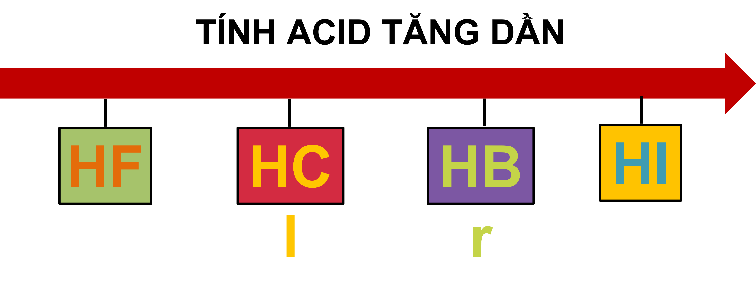 TÍNH ACID TĂNG DẦN
HF HC HB HI
l r